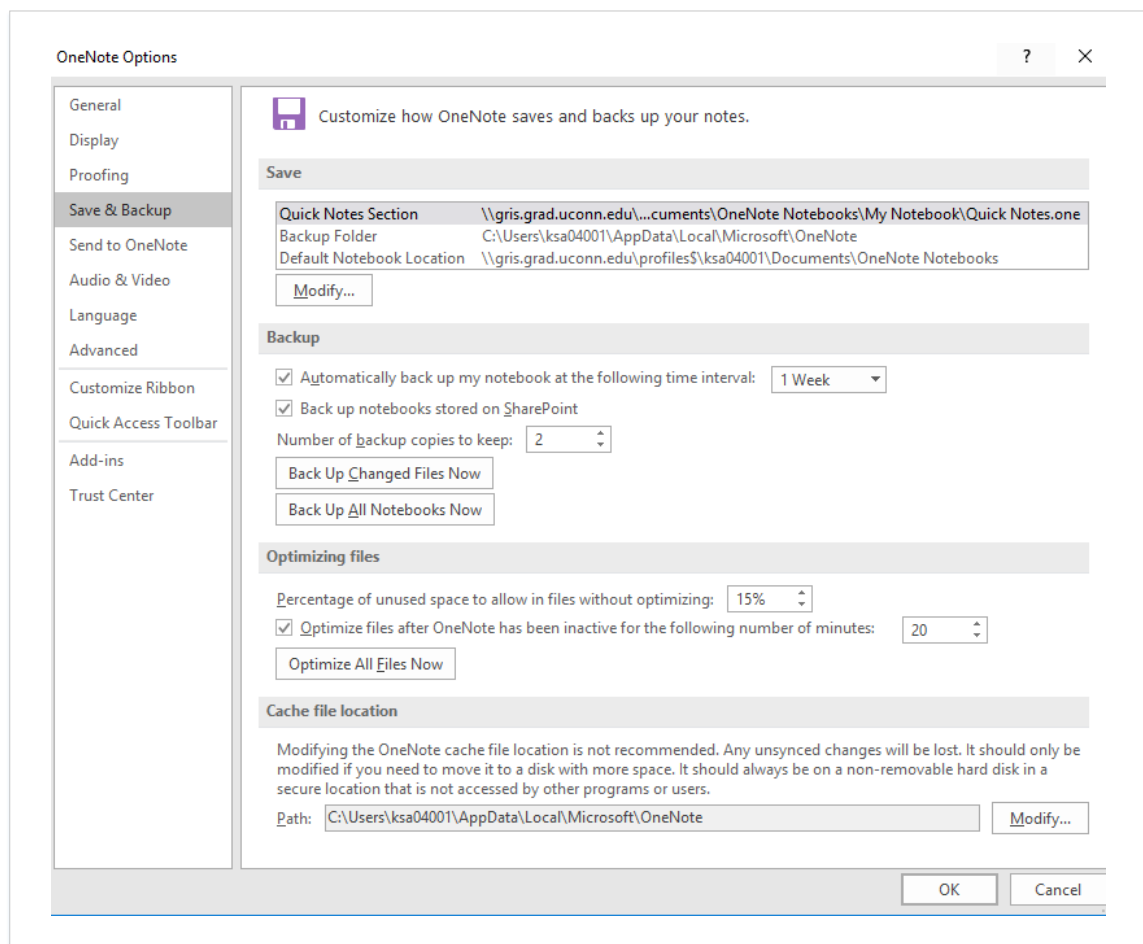 OneNote Options
?
General
Display
Proofing
Save & Backup
Send to OneNote
Audio & Video
Language
Advanced
Customize Ribbon
Quick Access Toolbar
Add-ins
Trust Center
Customize how OneNote saves and backs up your notes.
Save
Quick Notes Section \\gris.grad.uconn.edu\...cuments\OneNote Notebooks\My Notebook\Quick Notes.one
Backup Folder C:\Users\ksa04001\AppData\Local\Microsoft\OneNote
Default Notebook Location \\gris.grad.uconn.edu\profiles$\ksa04001\Documents\OneNote Notebooks
Modify...
Backup
Automatically back up my notebook at the following time interval: 1 Week
Back up notebooks stored on SharePoint
Number of backup copies to keep: 2
Back Up Changed Files Now
Back Up All Notebooks Now
Optimizing files
Percentage of unused space to allow in files without optimizing: 15%
Optimize files after OneNote has been inactive for the following number of minutes: 20
Optimize All Files Now
Cache file location
Modifying the OneNote cache file location is not recommended. Any unsynced changes will be lost. It should only be
modified if you need to move it to a disk with more space. It should always be on a non-removable hard disk in a
secure location that is not accessed by other programs or users.
Path: C:\Users\ksa04001\AppData\Local\Microsoft\OneNote Modify...
OK Cancel